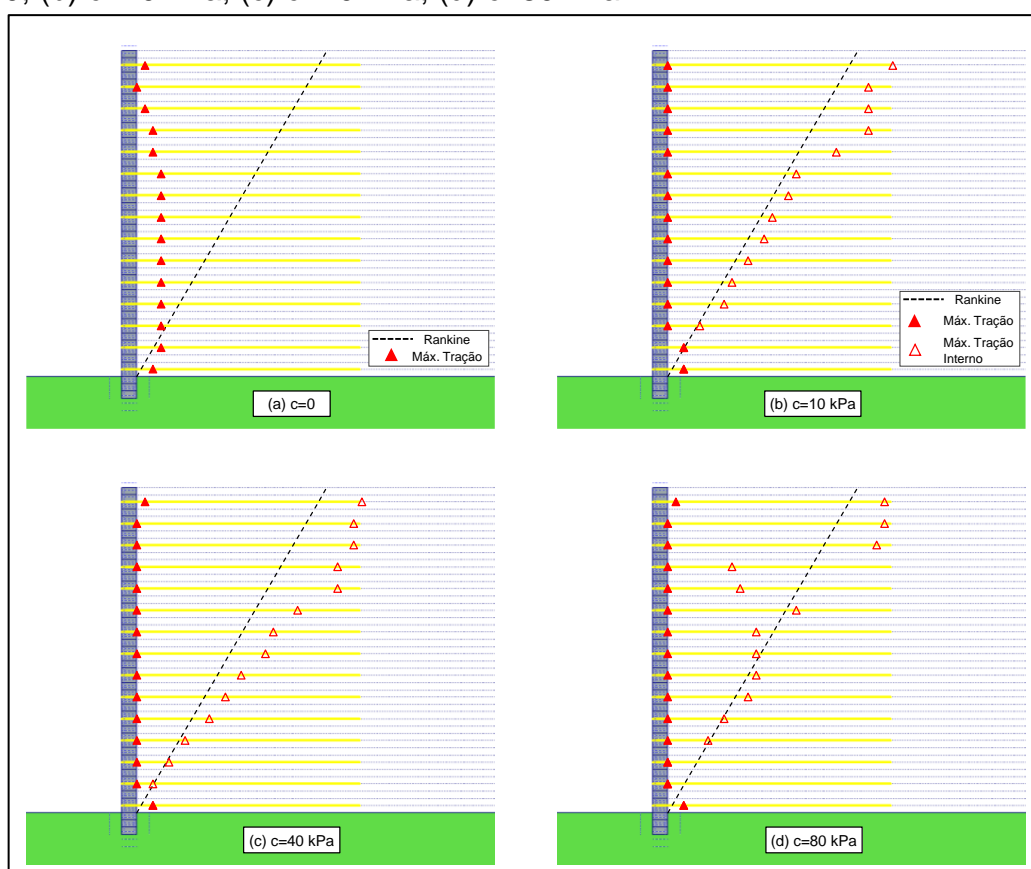 Rankine
Máx. Tração
(a) c=0
Rankine
Máx. Tração
Máx. Tração
Interno
(b) c=10 kPa
(c) c=40 kPa
(d) c=80 kPa